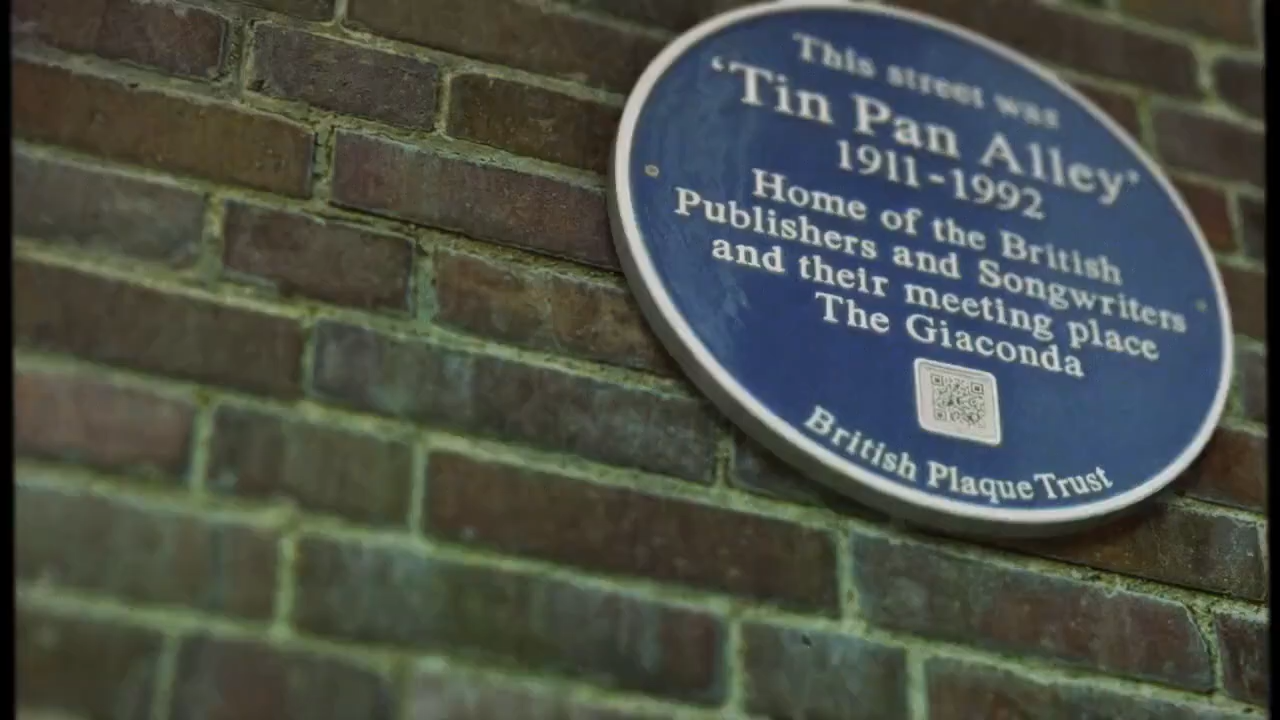 This street was
‘Tin Pan Alley’
1911-1992
Home of the British
Publishers and Songwriters
and their meeting place
The Giaconda
British Plaque Trust